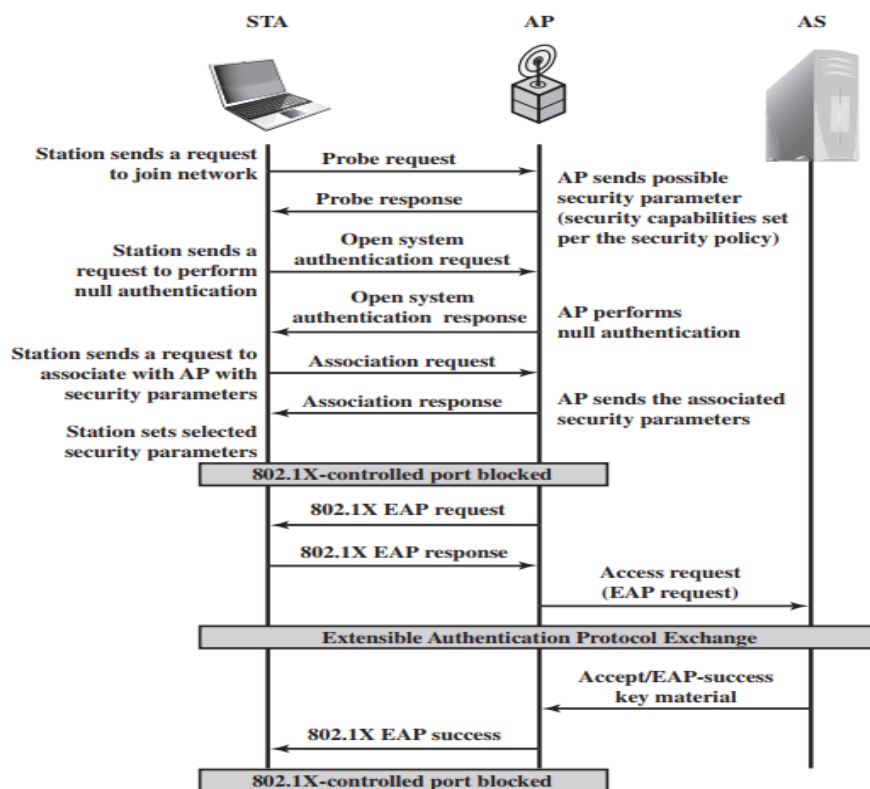 STA
AP
AS
Station sends a request
to join network
Probe request
Probe response
AP sends possible
security parameter
(security capabilities set
per the security policy)
Station sends a
request to perform
null authentication
Open system
authentication request
Open system
authentication response
AP performs
null authentication
Station sends a request to
associate with AP with
security parameters
Association request
Association response
AP sends the associated
security parameters
Station sets selected
security parameters
802.1X-controlled port blocked
802.1X EAP request
802.1X EAP response
Access request
(EAP request)
Extensible Authentication Protocol Exchange
Accept/EAP-success
key material
802.1X EAP success
802.1X-controlled port blocked